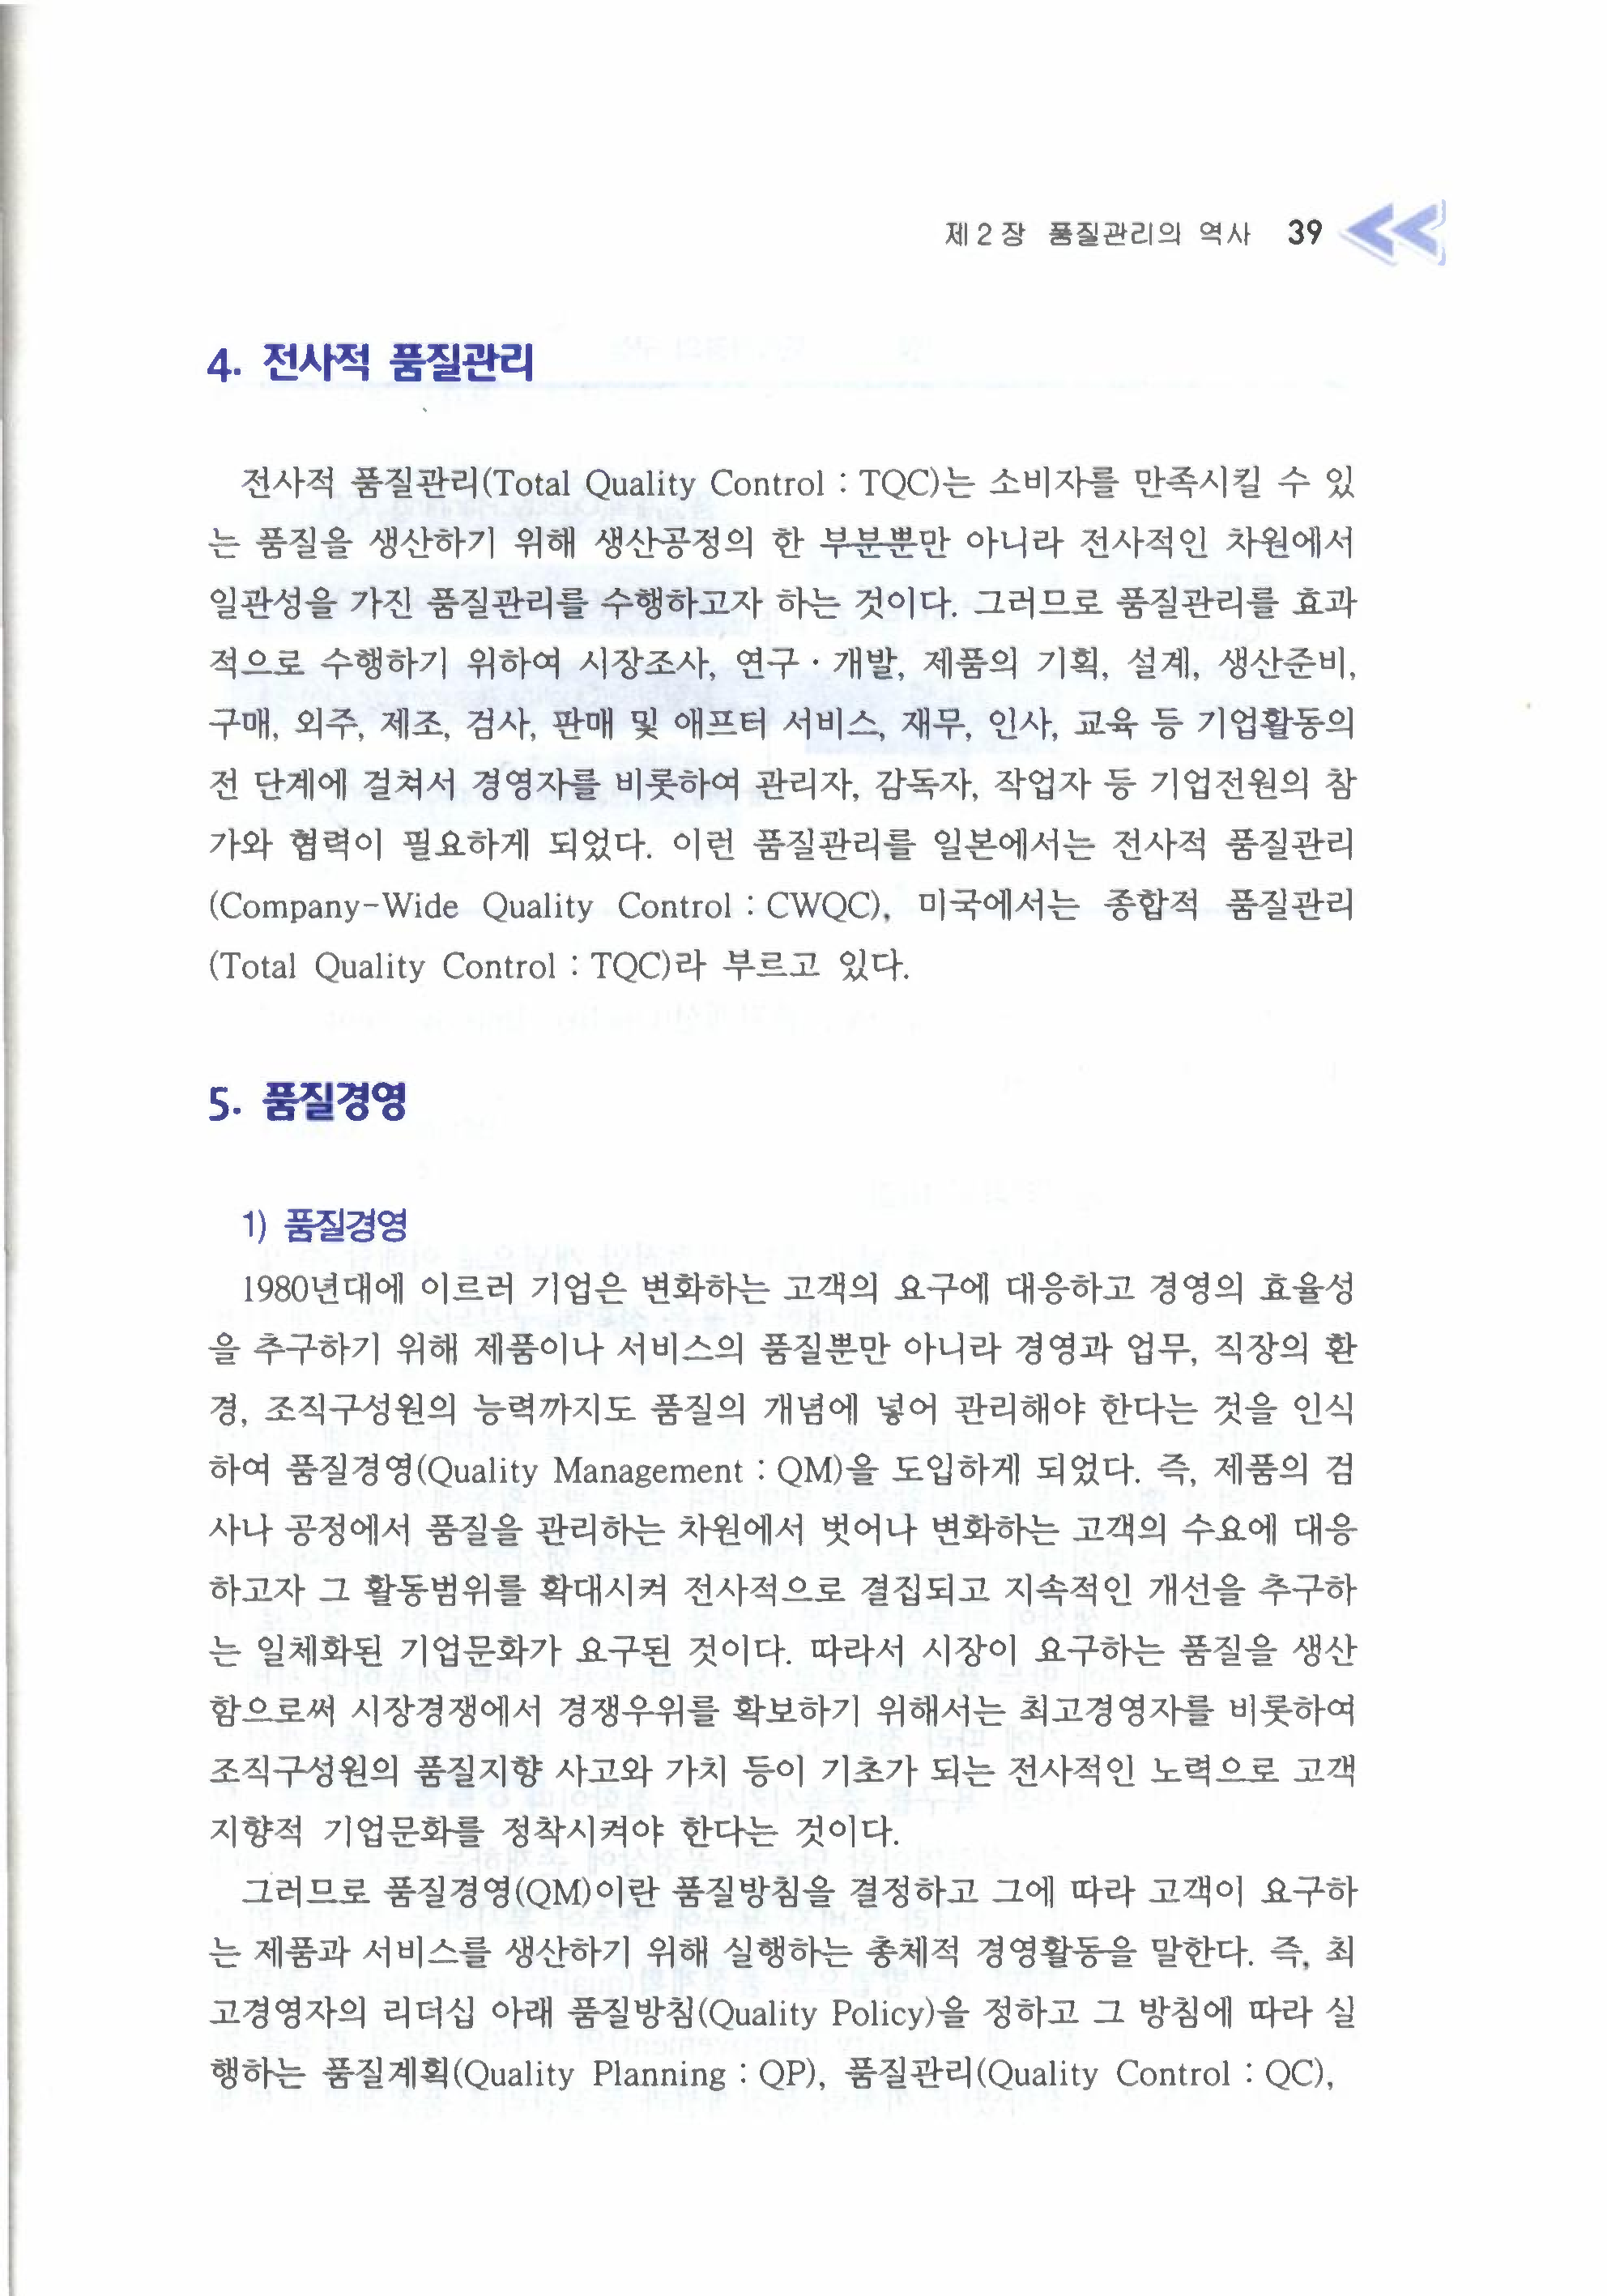 제 2 장 품질관리의 역사 39
4. 전사적 품질관리
전사적 품질관리(Total Quality Control : TQC)는 소비자를 만족시킬 수 있
는 품질을 생산하기 위해 생산공정의 한 부분뿐만 아니라 전사적인 차원에서
일관성을 가진 품질관리를 수행하고자 하는 것이다. 그러므로 품질관리를 효과
적으로 수행하기 위하여 시장조사, 연구 · 개발, 제품의 기획, 설계, 생산준비,
구매, 외주, 제조, 검사, 판매 및 애프터 서비스, 재무, 인사, 교육 등 기업활동의
전 단계에 걸쳐서 경영자를 비롯하여 관리자, 감독자, 작업자 등 기업전원의 참
가와 협력이 필요하게 되었다. 이런 품질관리를 일본에서는 전사적 품질관리
(Company-Wide Quality Control : CWQC), 미국에서는 종합적 품질관리
(Total Quality Control : TQC)라 부르고 있다.
5. 품질경영
1) 품질경영
1980년대에 이르러 기업은 변화하는 고객의 요구에 대응하고 경영의 효율성
을 추구하기 위해 제품이나 서비스의 품질뿐만 아니라 경영과 업무, 직장의 환
경, 조직구성원의 능력까지도 품질의 개념에 넣어 관리해야 한다는 것을 인식
하여 품질경영(Quality Management : QM)을 도입하게 되었다. 즉, 제품의 검
사나 공정에서 품질을 관리하는 차원에서 벗어나 변화하는 고객의 수요에 대응
하고자 그 활동범위를 확대시켜 전사적으로 결집되고 지속적인 개선을 추구하
는 일체화된 기업문화가 요구된 것이다. 따라서 시장이 요구하는 품질을 생산
함으로써 시장경쟁에서 경쟁우위를 확보하기 위해서는 최고경영자를 비롯하여
조직구성원의 품질지향 사고와 가치 등이 기초가 되는 전사적인 노력으로 고객
지향적 기업문화를 정착시켜야 한다는 것이다.
그러므로 품질경영(QM)이란 품질방침을 결정하고 그에 따라 고객이 요구하
는 제품과 서비스를 생산하기 위해 실행하는 총체적 경영활동을 말한다. 즉, 최
고경영자의 리더십 아래 품질방침(Quality Policy)을 정하고 그 방침에 따라 실
행하는 품질계획(Quality Planning : QP), 품질관리(Quality Control : QC),